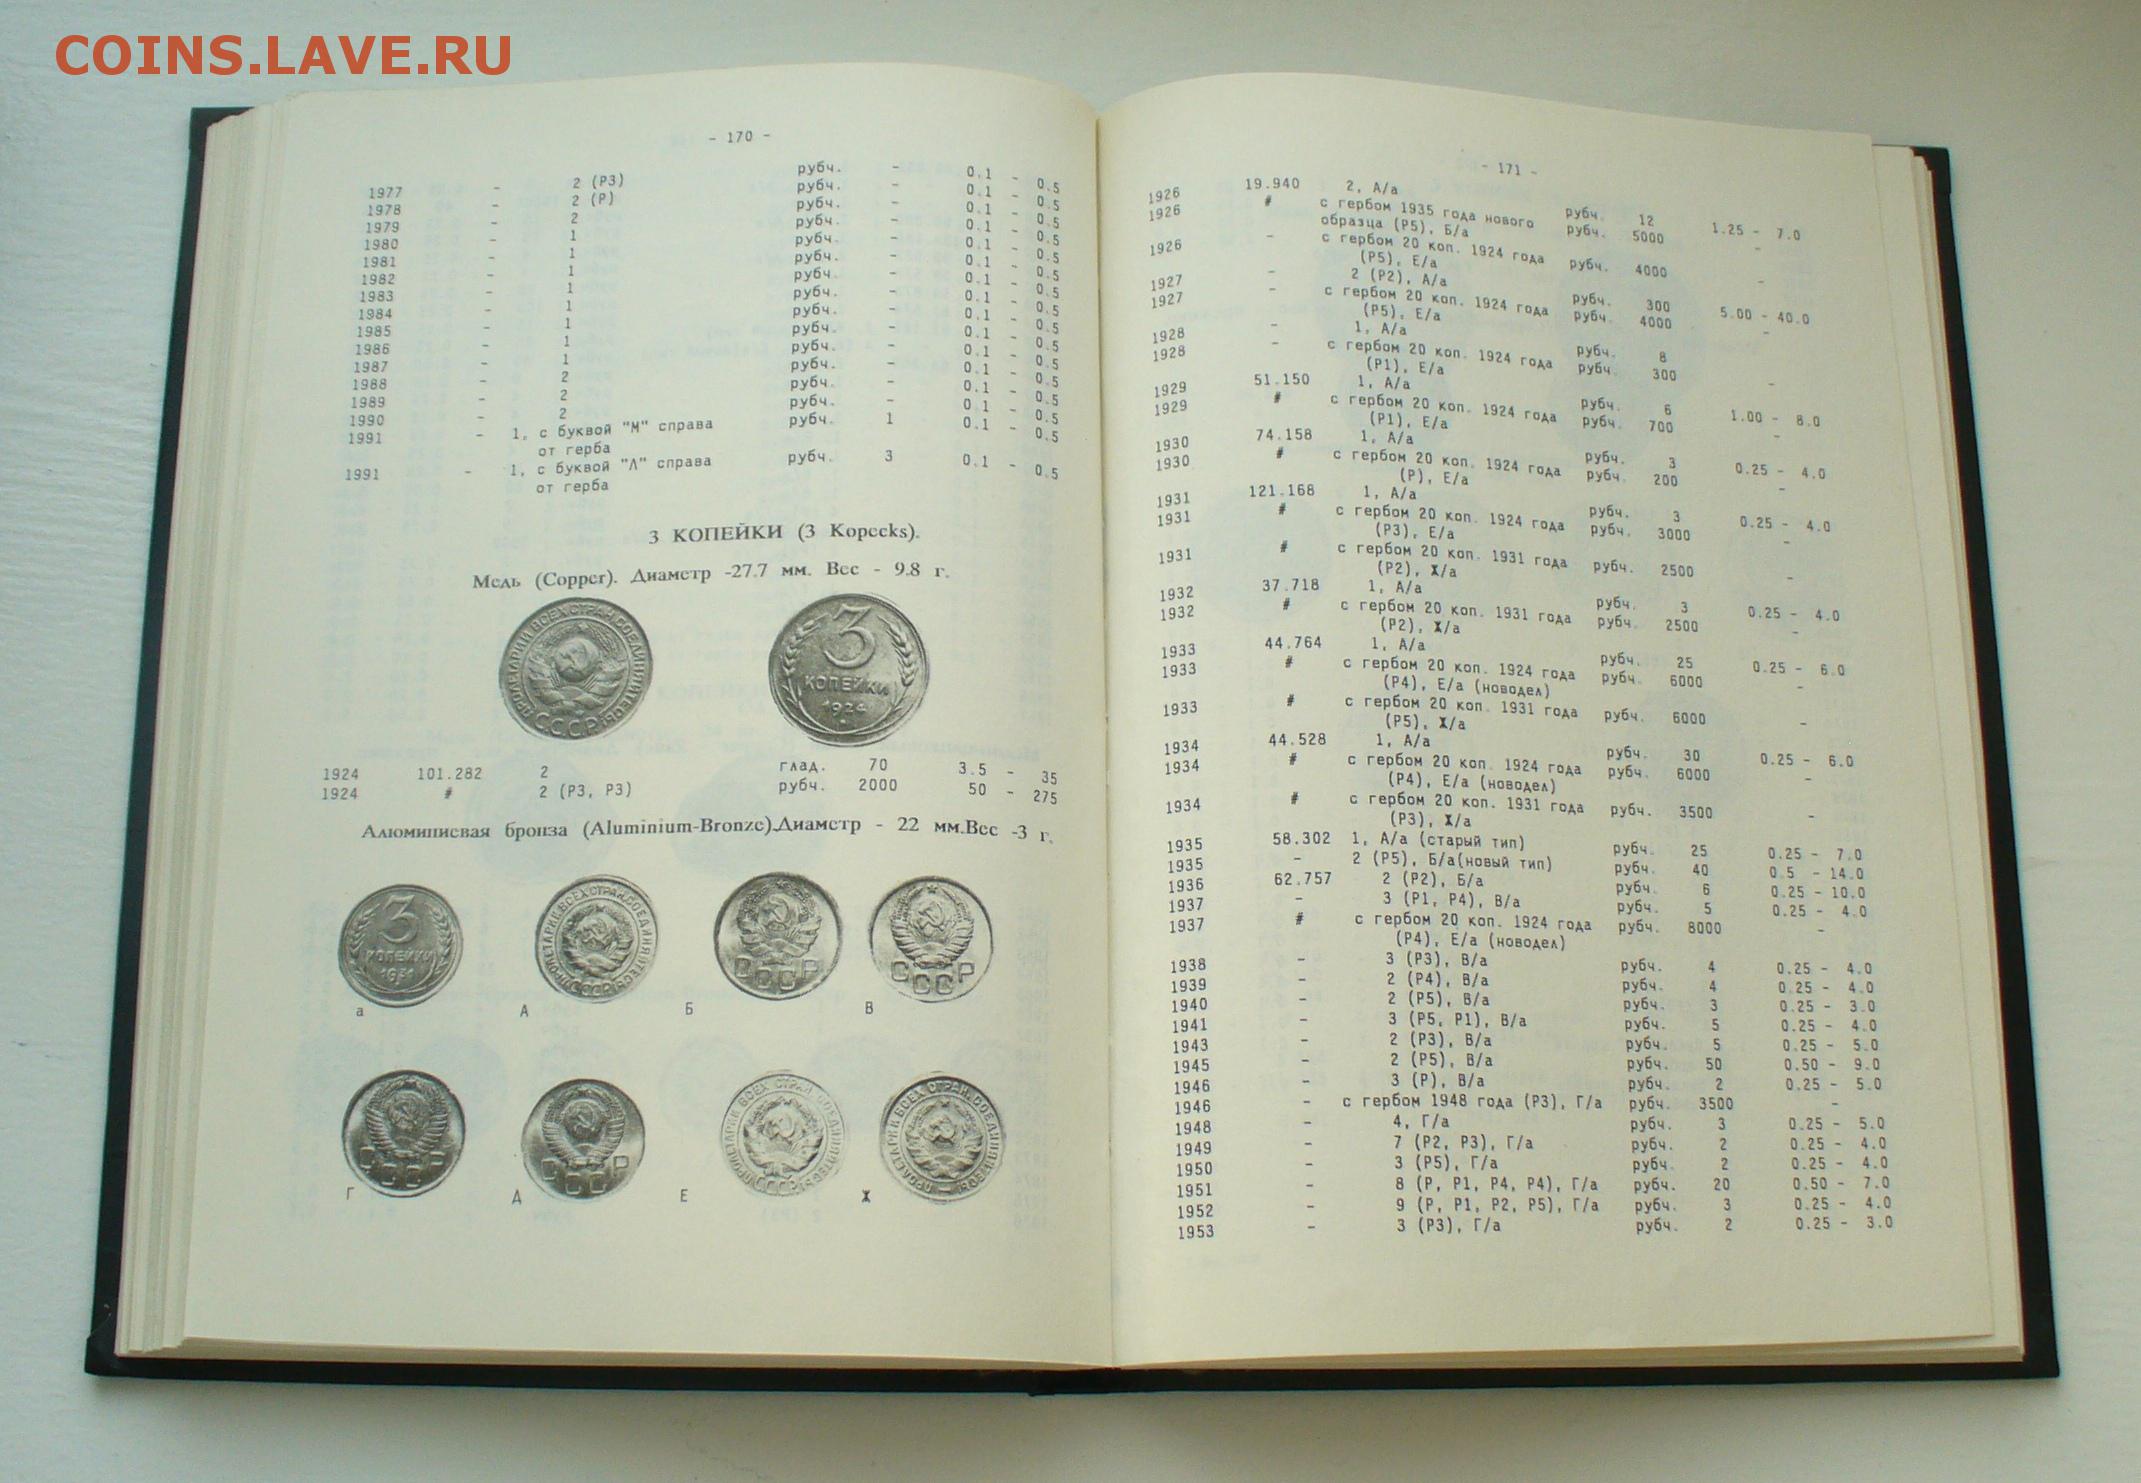 COINS.LAVE.RU
- 170 -
рубч. - 0.1 - 0.5
1977 - 2 (Р3) рубч. - 0.1 - 0.5
1978 - 2 (Р) рубч. - 0.1 - 0.5
1979 - 2 рубч. - 0.1 - 0.5
1980 - 1 рубч. - 0.1 - 0.5
1981 - 1 рубч. - 0.1 - 0.5
1982 - 1 рубч. - 0.1 - 0.5
1983 - 1 рубч. - 0.1 - 0.5
1984 - 1 рубч. - 0.1 - 0.5
1985 - 1 рубч. - 0.1 - 0.5
1986 - 1 рубч. - 0.1 - 0.5
1987 - 1 рубч. - 0.1 - 0.5
1988 - 2 рубч. - 0.1 - 0.5
1989 - 2 рубч. - 0.1 - 0.5
1990 - 2 рубч.
1991 - 1, с буквой "М" справа рубч. 1 0.1 - 0.5
от герба
1991 - 1, с буквой "Л" справа рубч. 3 0.1 - 0.5
от герба
3 КОПЕЙКИ (3 Kopecks).
Медь (Copper). Диаметр -27.7 мм. Вес - 9.8 г.
ПРОЛЕТАРИИ ВСЕХ СТРАН, СОЕДИНЯЙТЕСЬ!
С.С.С.Р.
3
КОПЕЙКИ
1924
1924 101.282 2 глад. 70 3.5 - 35
1924 # 2 (Р3, Р3) рубч. 2000 50 - 275
Алюминиевая бронза (Aluminium-Bronze).Диаметр - 22 мм.Вес -3 г.
3
КОПЕЙКИ
1931
СССР
СССР
а А Б В
СССР
СССР
Г Д Е Ж
- 171 -
1926 19.940 2, А/а рубч. 12 1.25 - 7.0
1926 # с гербом 1935 года нового рубч. 5000 -
образца (Р5), Б/а
1926 - с гербом 20 коп. 1924 года рубч. 4000 -
(Р5), Е/а
1927 - 2 (Р2), А/а рубч. 300 5.00 - 40.0
1927 - с гербом 20 коп. 1924 года рубч. 4000 -
(Р5), Е/а
1928 - 1, А/а рубч. 8
1928 - с гербом 20 коп. 1924 года рубч. 300 -
(Р1), Е/а
1929 51.150 1, А/а рубч. 6 1.00 - 8.0
1929 # с гербом 20 коп. 1924 года рубч. 700 -
(Р1), Е/а
1930 74.158 1, А/а рубч. 3 0.25 - 4.0
1930 # с гербом 20 коп. 1924 года рубч. 200 -
(Р), Е/а
1931 121.168 1, А/а рубч. 3 0.25 - 4.0
1931 # с гербом 20 коп. 1924 года рубч. 3000 -
(Р3), Е/а
1931 # с гербом 20 коп. 1931 года рубч. 2500 -
(Р2), Ж/а
1932 37.718 1, А/а рубч. 3 0.25 - 4.0
1932 # с гербом 20 коп. 1931 года рубч. 2500 -
(Р2), Ж/а
1933 44.764 1, А/а рубч. 25 0.25 - 6.0
1933 # с гербом 20 коп. 1924 года рубч. 6000 -
(Р4), Е/а (новодел)
1933 # с гербом 20 коп. 1931 года рубч. 6000 -
(Р5), Ж/а
1934 44.528 1, А/а рубч. 30 0.25 - 6.0
1934 # с гербом 20 коп. 1924 года рубч. 6000 -
(Р4), Е/а (новодел)
1934 # с гербом 20 коп. 1931 года рубч. 3500 -
(Р3), Ж/а
1935 58.302 1, А/а (старый тип) рубч. 25 0.25 - 7.0
1935 - 2 (Р5), Б/а(новый тип) рубч. 40 0.5 - 14.0
1936 62.757 2 (Р2), Б/а рубч. 6 0.25 - 10.0
1937 - 3 (Р1, Р4), В/а рубч. 5 0.25 - 4.0
1937 # с гербом 20 коп. 1924 года рубч. 8000 -
(Р4), Е/а (новодел)
1938 - 3 (Р3), В/а рубч. 4 0.25 - 4.0
1939 - 2 (Р4), В/а рубч. 4 0.25 - 4.0
1940 - 2 (Р5), В/а рубч. 3 0.25 - 3.0
1941 - 3 (Р5, Р1), В/а рубч. 5 0.25 - 4.0
1943 - 2 (Р3), В/а рубч. 5 0.25 - 5.0
1945 - 2 (Р5), В/а рубч. 50 0.50 - 9.0
1946 - 3 (Р), В/а рубч. 2 0.25 - 5.0
1946 - с гербом 1948 года (Р3), Г/а рубч. 3500 -
1948 - 4, Г/а рубч. 3 0.25 - 5.0
1949 - 7 (Р2, Р3), Г/а рубч. 2 0.25 - 4.0
1950 - 3 (Р5), Г/а рубч. 2 0.25 - 4.0
1951 - 8 (Р, Р1, Р4, Р4), Г/а рубч. 20 0.50 - 7.0
1952 - 9 (Р, Р1, Р2, Р5), Г/а рубч. 3 0.25 - 4.0
1953 - 3 (Р3), Г/а рубч. 2 0.25 - 3.0